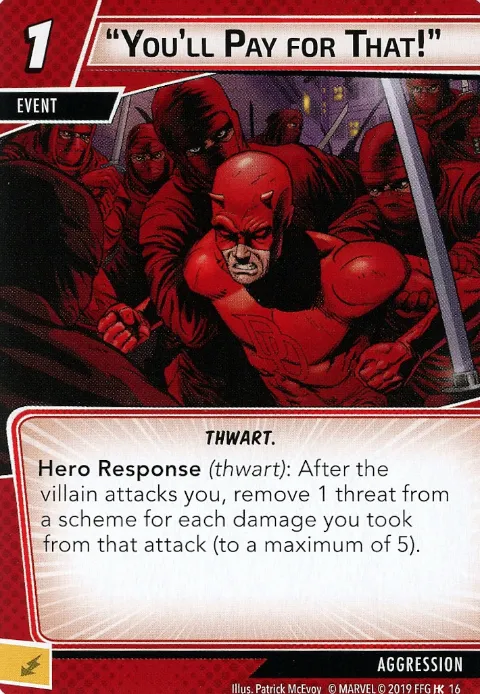 1
“YOU’LL PAY FOR THAT!”
EVENT
THWART.
Hero Response (thwart): After the
villain attacks you, remove 1 threat from
a scheme for each damage you took
from that attack (to a maximum of 5).
AGGRESSION
Illus. Patrick McEvoy © MARVEL © 2019 FFG HK 16